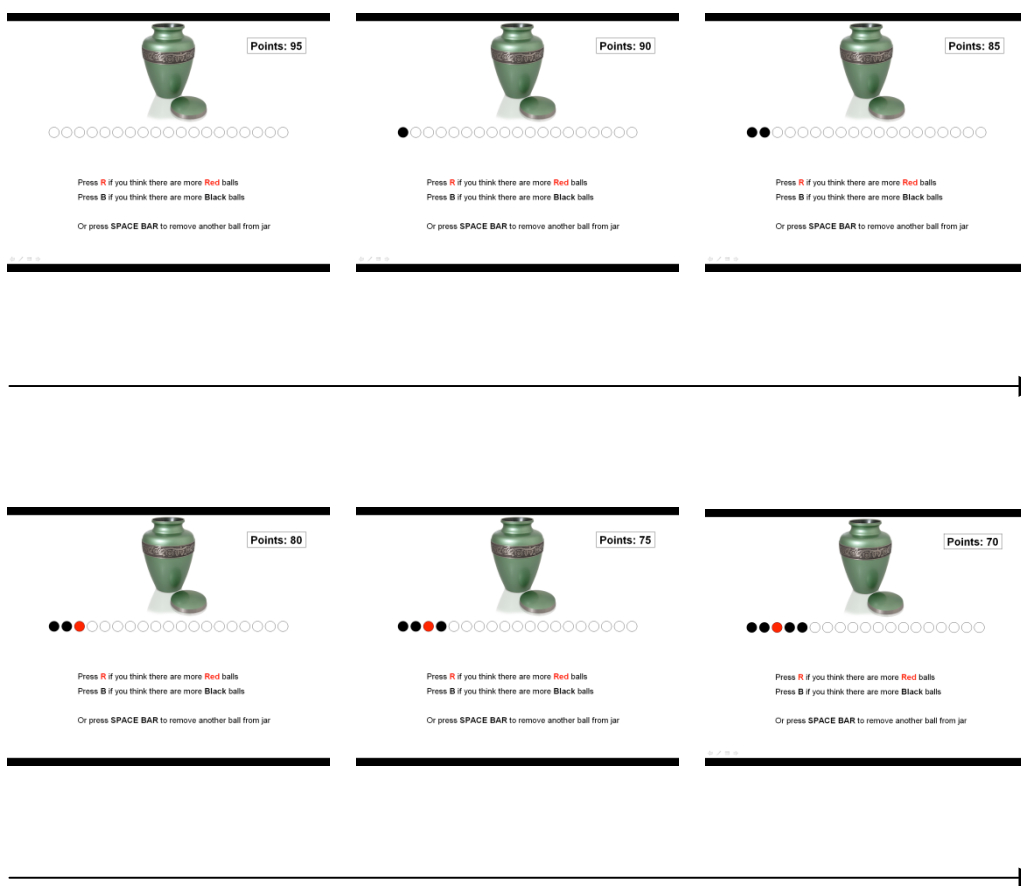 Points: 95
Press R if you think there are more Red balls
Press B if you think there are more Black balls
Or press SPACE BAR to remove another ball from jar
Points: 90
Press R if you think there are more Red balls
Press B if you think there are more Black balls
Or press SPACE BAR to remove another ball from jar
Points: 85
Press R if you think there are more Red balls
Press B if you think there are more Black balls
Or press SPACE BAR to remove another ball from jar
Points: 80
Press R if you think there are more Red balls
Press B if you think there are more Black balls
Or press SPACE BAR to remove another ball from jar
Points: 75
Press R if you think there are more Red balls
Press B if you think there are more Black balls
Or press SPACE BAR to remove another ball from jar
Points: 70
Press R if you think there are more Red balls
Press B if you think there are more Black balls
Or press SPACE BAR to remove another ball from jar